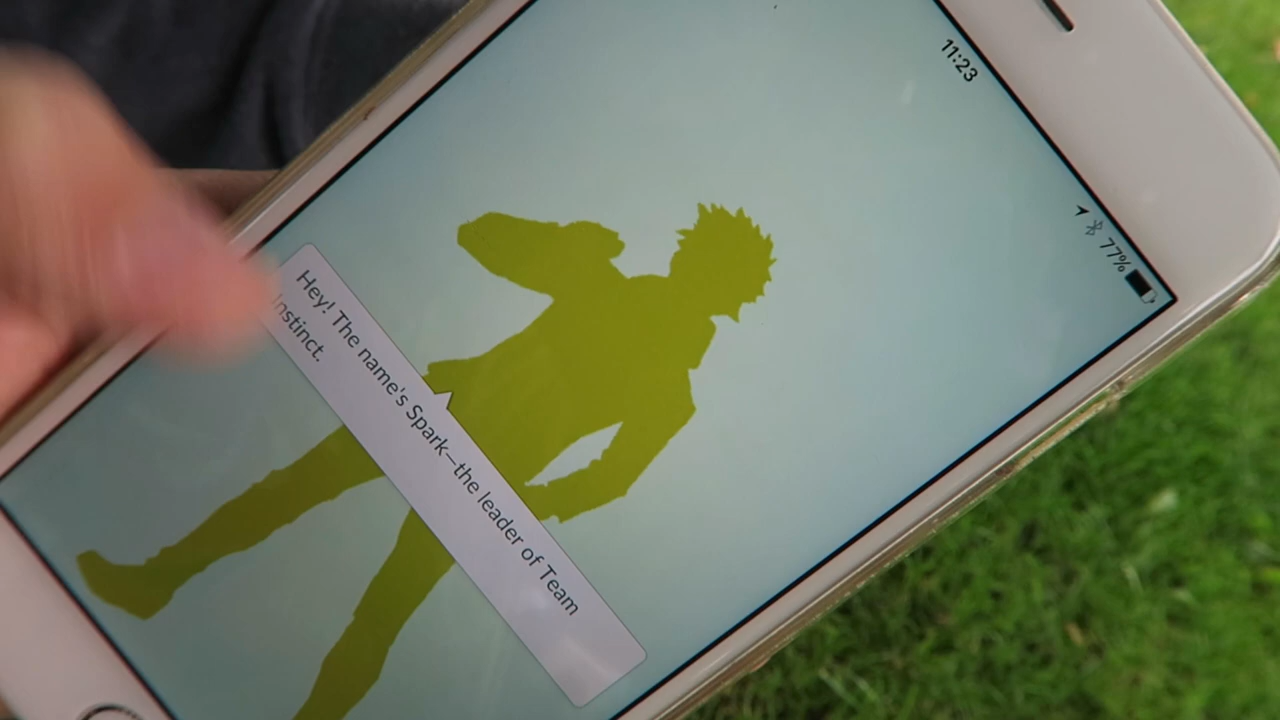 11:23
77%
Hey! The name's Spark—the leader of Team
Instinct.